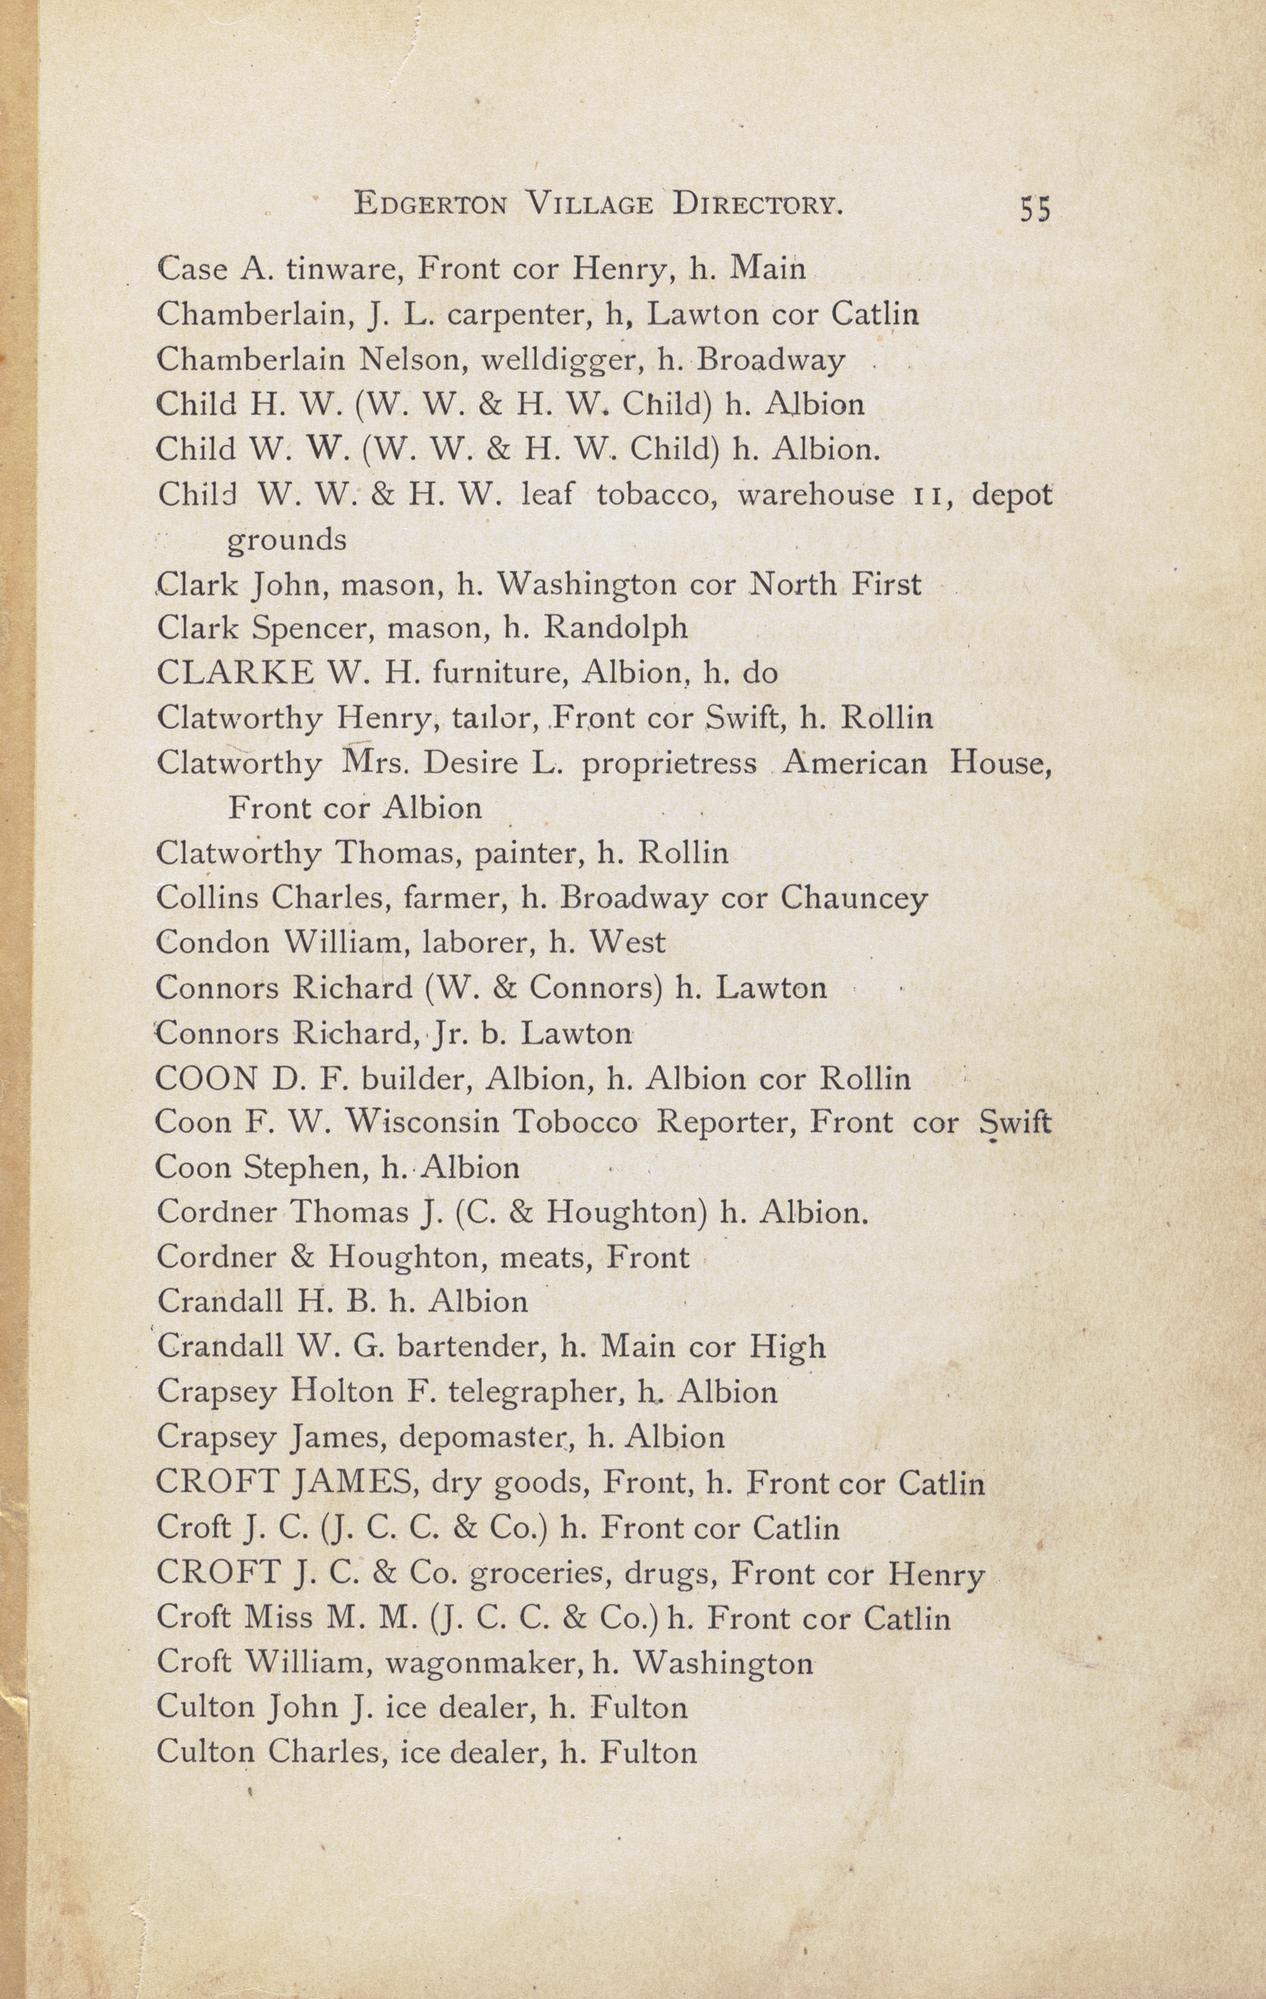 EDGERTON VILLAGE DIRECTORY. 55
Case A. tinware, Front cor Henry, h. Main
Chamberlain, J. L. carpenter, h, Lawton cor Catlin
Chamberlain Nelson, welldigger, h. Broadway
Child H. W. (W. W. & H. W. Child) h. Albion
Child W. W. (W. W. & H. W. Child) h. Albion.
Child W. W. & H. W. leaf tobacco, warehouse 11, depot
grounds
Clark John, mason, h. Washington cor North First
Clark Spencer, mason, h. Randolph
CLARKE W. H. furniture, Albion, h. do
Clatworthy Henry, tailor, Front cor Swift, h. Rollin
Clatworthy Mrs. Desire L. proprietress American House,
Front cor Albion
Clatworthy Thomas, painter, h. Rollin
Collins Charles, farmer, h. Broadway cor Chauncey
Condon William, laborer, h. West
Connors Richard (W. & Connors) h. Lawton
Connors Richard, Jr. b. Lawton
COON D. F. builder, Albion, h. Albion cor Rollin
Coon F. W. Wisconsin Tobocco Reporter, Front cor Swift
Coon Stephen, h. Albion
Cordner Thomas J. (C. & Houghton) h. Albion.
Cordner & Houghton, meats, Front
Crandall H. B. h. Albion
Crandall W. G. bartender, h. Main cor High
Crapsey Holton F. telegrapher, h. Albion
Crapsey James, depomaster, h. Albion
CROFT JAMES, dry goods, Front, h. Front cor Catlin
Croft J. C. (J. C. C. & Co.) h. Front cor Catlin
CROFT J. C. & Co. groceries, drugs, Front cor Henry
Croft Miss M. M. (J. C. C. & Co.) h. Front cor Catlin
Croft William, wagonmaker, h. Washington
Culton John J. ice dealer, h. Fulton
Culton Charles, ice dealer, h. Fulton